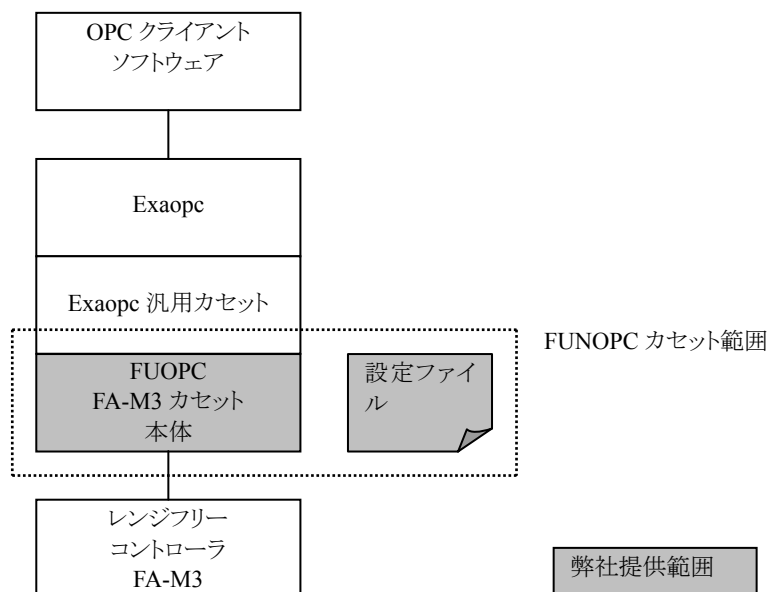 OPC クライアント
ソフトウェア
Exaopc
Exaopc 汎用カセット
FUNOPC カセット範囲
FUOPC
FA-M3 カセット
本体
設定ファイ
ル
レンジフリー
コントローラ
FA-M3
弊社提供範囲